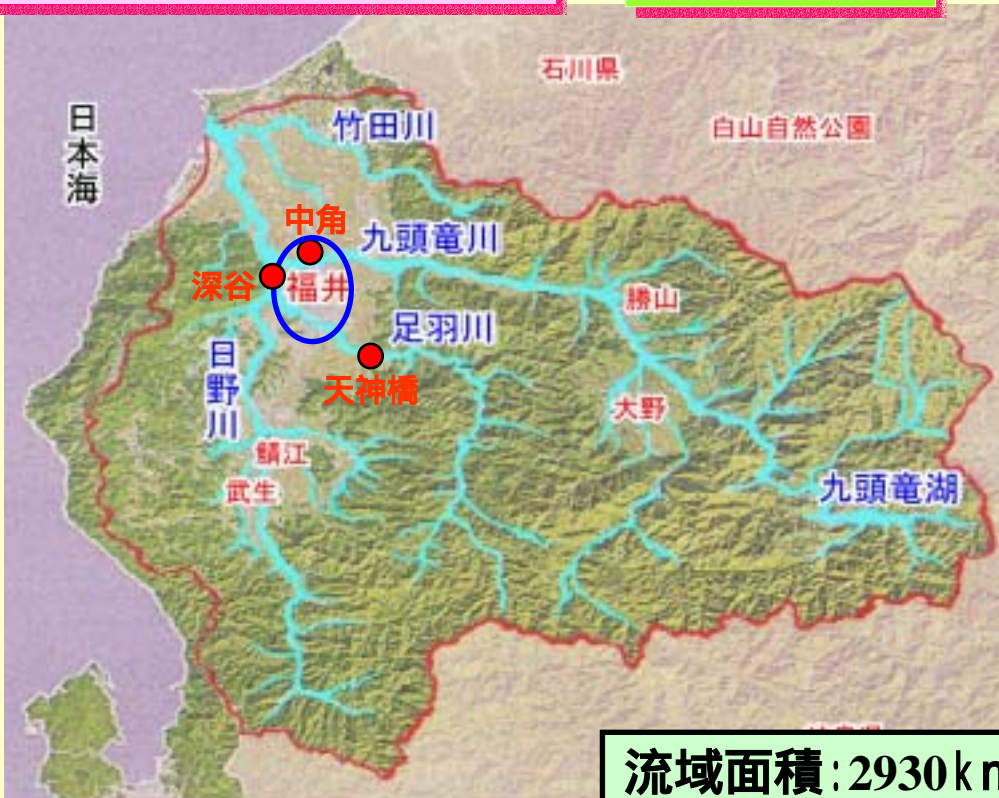 石川県
日本海
竹田川
白山自然公園
中角
九頭竜川
深谷
福井
勝山
足羽川
日野川
天神橋
大野
鯖江
武生
九頭竜湖
流域面積:2930k